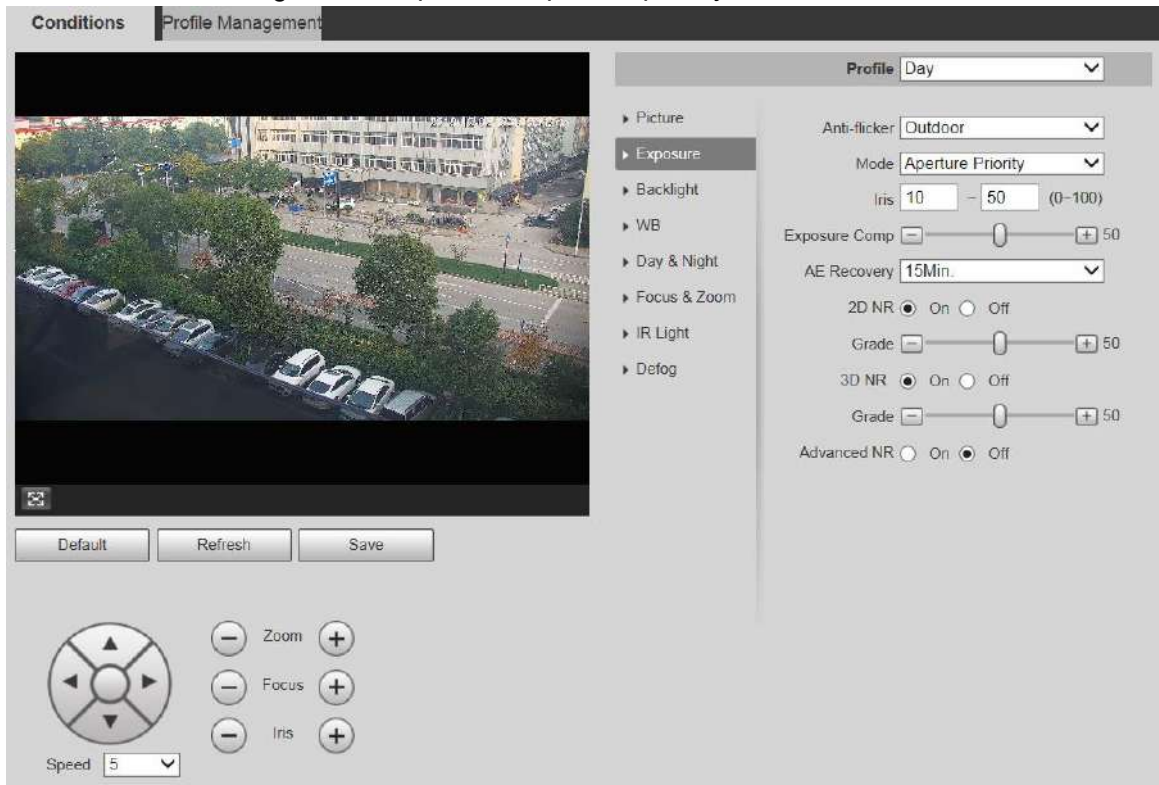 Conditions
Profile Management
Profile Day
Picture
Exposure
Backlight
WB
Day & Night
Focus & Zoom
IR Light
Defog
Anti-flicker Outdoor
Mode Aperture Priority
Iris 10 – 50 (0~100)
Exposure Comp 50
AE Recovery 15Min.
2D NR On Off
Grade 50
3D NR On Off
Grade 50
Advanced NR On Off
Default Refresh Save
Zoom
Focus
Iris
Speed 5